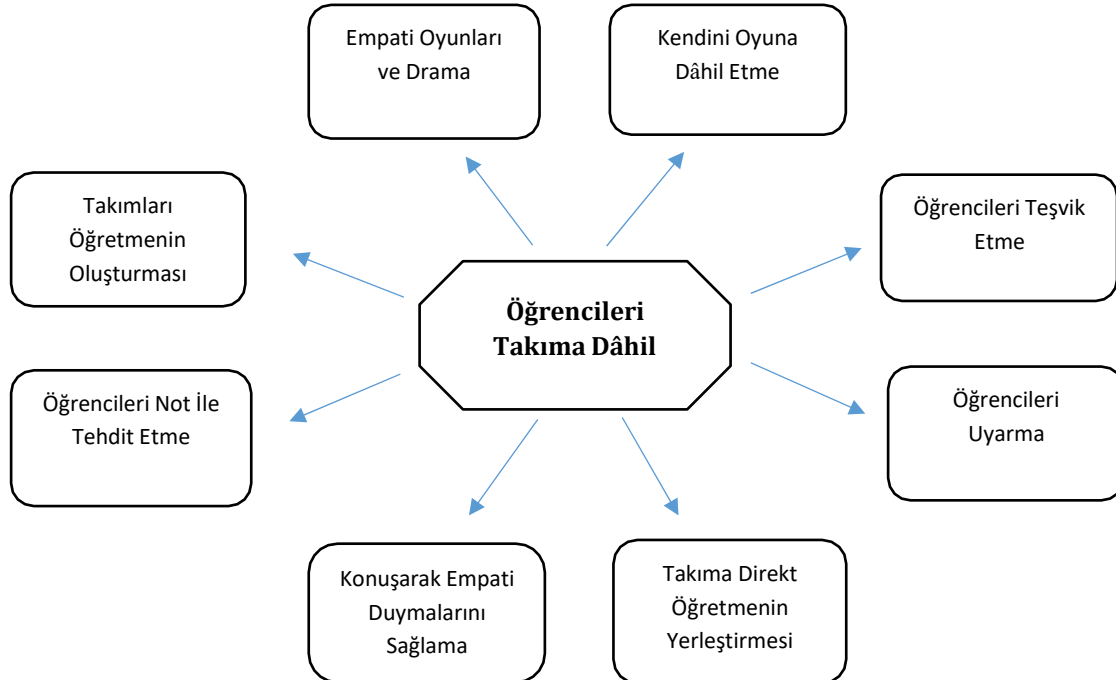 Empati Oyunları
ve Drama
Kendini Oyuna
Dâhil Etme
Takımları
Öğretmenin
Oluşturması
Öğrencileri Teşvik
Etme
Öğrencileri
Takıma Dâhil
Öğrencileri Not İle
Tehdit Etme
Öğrencileri
Uyarma
Konuşarak Empati
Duymalarını
Sağlama
Takıma Direkt
Öğretmenin
Yerleştirmesi